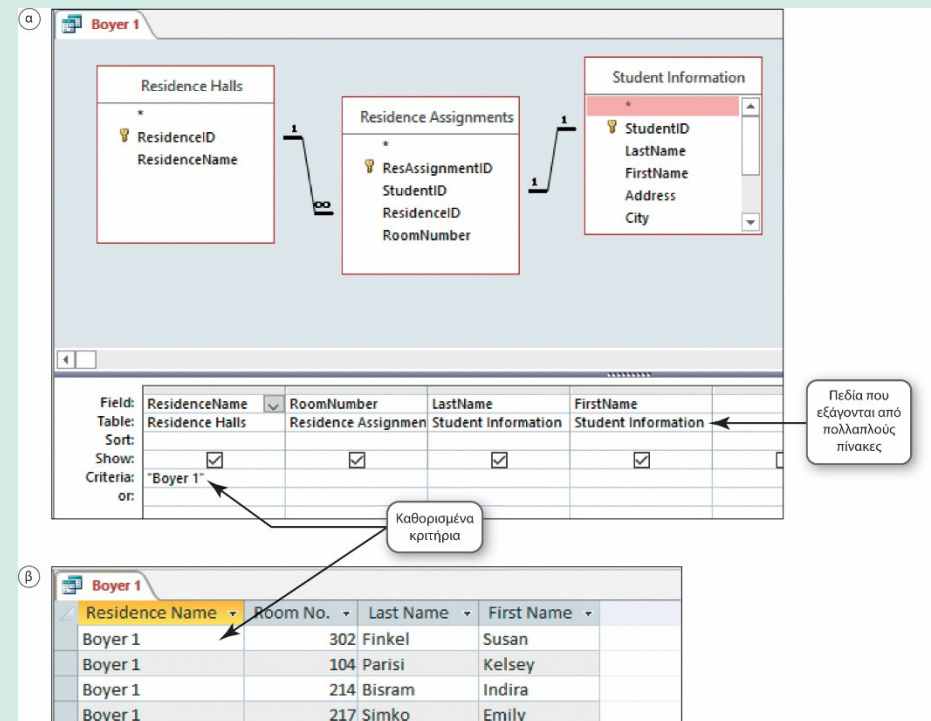 α
Boyer 1
Residence Halls
*
ResidenceID
ResidenceName
1
∞
Residence Assignments
*
ResAssignmentID
StudentID
ResidenceID
RoomNumber
1
1
Student Information
*
StudentID
LastName
FirstName
Address
City
Field: ResidenceName RoomNumber LastName FirstName
Table: Residence Halls Residence Assignmen Student Information Student Information
Sort:
Show:
Criteria: "Boyer 1"
or:
Πεδία που
εξάγονται από
πολλαπλούς
πίνακες
Καθορισμένα
κριτήρια
β
Boyer 1
Residence Name Room No. Last Name First Name
Boyer 1 302 Finkel Susan
Boyer 1 104 Parisi Kelsey
Boyer 1 214 Bisram Indira
Boyer 1 217 Simko Emily